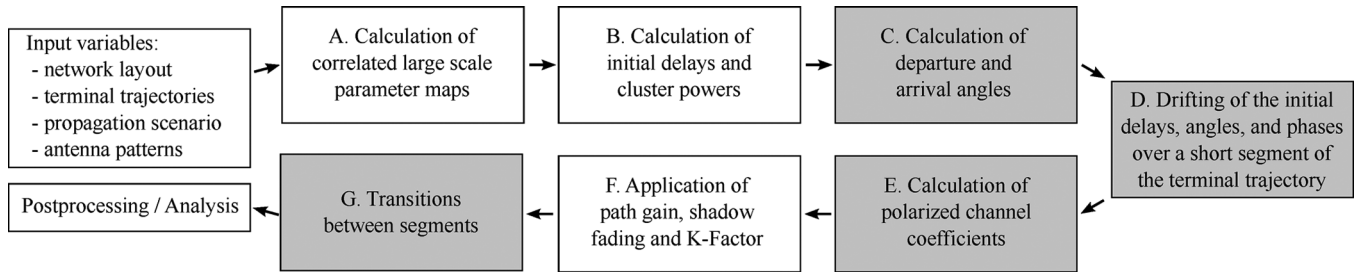 Input variables:
- network layout
- terminal trajectories
- propagation scenario
- antenna patterns
A. Calculation of
correlated large scale
parameter maps
B. Calculation of
initial delays and
cluster powers
C. Calculation of
departure and
arrival angles
D. Drifting of the initial
delays, angles, and phases
over a short segment of
the terminal trajectory
E. Calculation of
polarized channel
coefficients
F. Application of
path gain, shadow
fading and K-Factor
G. Transitions
between segments
Postprocessing / Analysis